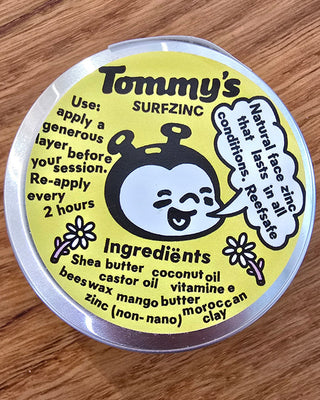 Tommy's
SURFZINC
Use:
apply a
generous
layer before
your session.
Re-apply
every
2 hours
Natural face zinc
that lasts in all
conditions. Reefsafe
Ingrediënts
Shea butter coconut oil
castor oil vitamine e
beeswax mango butter
zinc (non-nano) moroccan
clay